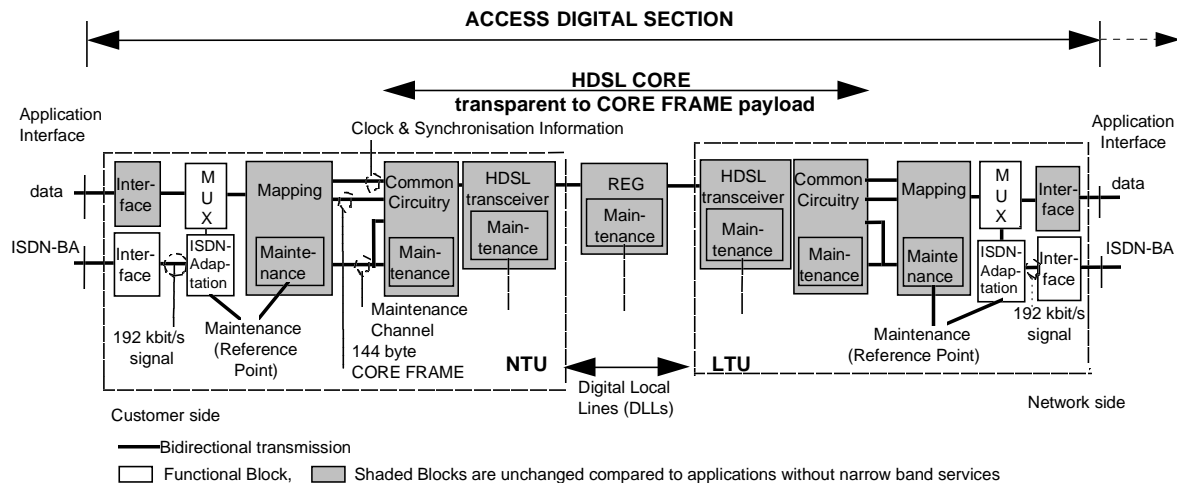 ACCESS DIGITAL SECTION
HDSL CORE
transparent to CORE FRAME payload
Application
Interface
Clock & Synchronisation Information
Application
Interface
data
Inter-
face
M
U
X
Mapping
Common
Circuitry
HDSL
transceiver
REG
HDSL
transceiver
Common
Circuitry
Mapping
M
U
X
Inter-
face
data
ISDN-BA
Inter-
face
ISDN-
Adap-
tation
Mainte-
nance
Main-
tenance
Main-
tenance
Main-
tenance
Main-
tenance
Main-
tenance
Mainte
nance
ISDN-
Adap-
tation
Inter-
face
ISDN-BA
192 kbit/s
signal
Maintenance
(Reference
Point)
Maintenance
Channel
144 byte
CORE FRAME
NTU
Digital Local
Lines (DLLs)
LTU
Maintenance
(Reference Point)
192 kbit/s
signal
Customer side
Network side
Bidirectional transmission
Functional Block,
Shaded Blocks are unchanged compared to applications without narrow band services